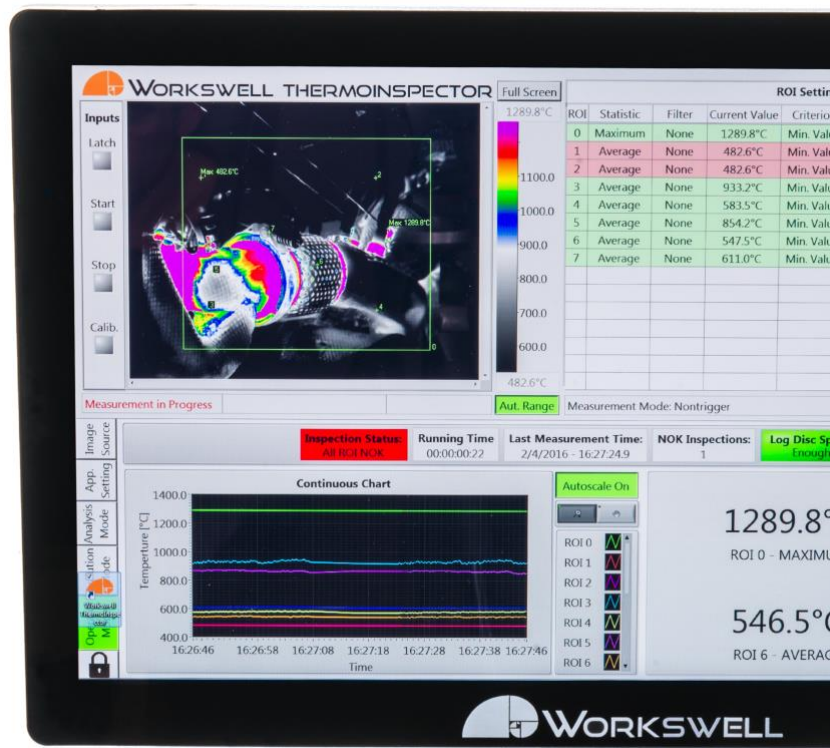 WORKSWELL THERMOINSPECTOR
Full Screen
ROI Settin
Inputs
Latch
Start
Stop
Calib.
Max 482.6°C
2
Max 1289.8°C
7
5
3
4
0
1289.8°C
1100.0
1000.0
900.0
800.0
700.0
600.0
482.6°C
ROI Statistic Filter Current Value Criterio
0 Maximum None 1289.8°C Min. Valu
1 Average None 482.6°C Min. Valu
2 Average None 482.6°C Min. Valu
3 Average None 933.2°C Min. Valu
4 Average None 583.5°C Min. Valu
5 Average None 854.2°C Min. Valu
6 Average None 547.5°C Min. Valu
7 Average None 611.0°C Min. Valu
Measurement in Progress
Aut. Range
Measurement Mode: Nontrigger
Image Source
App. Setting
Analysis Mode
Inspection Status:
All ROI NOK
Running Time
00:00:00:22
Last Measurement Time:
2/4/2016 - 16:27:24.9
NOK Inspections:
1
Log Disc Sp
Enough
Continuous Chart
Temperture [°C]
1400.0
1200.0
1000.0
800.0
600.0
400.0
16:26:46 16:26:58 16:27:08 16:27:18 16:27:28 16:27:38 16:27:46
Time
Autoscale On
ROI 0
ROI 1
ROI 2
ROI 3
ROI 4
ROI 5
ROI 6
1289.8°
ROI 0 - MAXIMU
546.5°C
ROI 6 - AVERAG
WORKSWELL